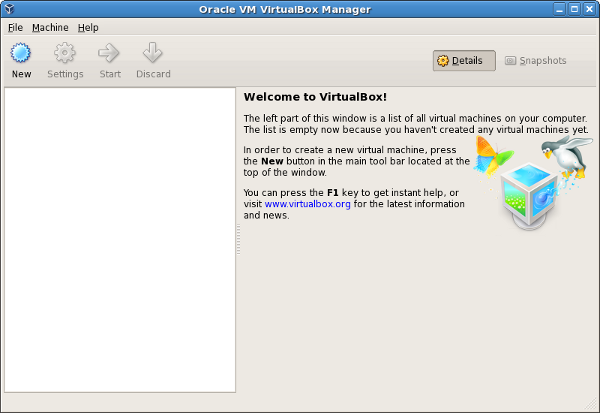 Oracle VM VirtualBox Manager
File Machine Help
New Settings Start Discard
Details Snapshots
Welcome to VirtualBox!
The left part of this window is a list of all virtual machines on your computer.
The list is empty now because you haven't created any virtual machines yet.
In order to create a new virtual machine, press
the New button in the main tool bar located at the
top of the window.
You can press the F1 key to get instant help, or
visit www.virtualbox.org for the latest information
and news.